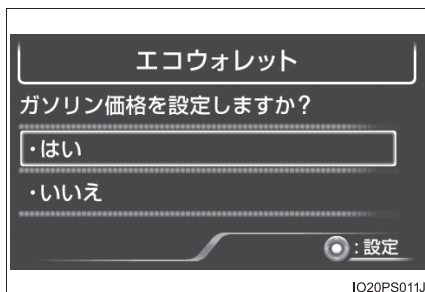 エコウォレット
ガソリン価格を設定しますか？
・はい
・いいえ
：設定
IO20PS011J